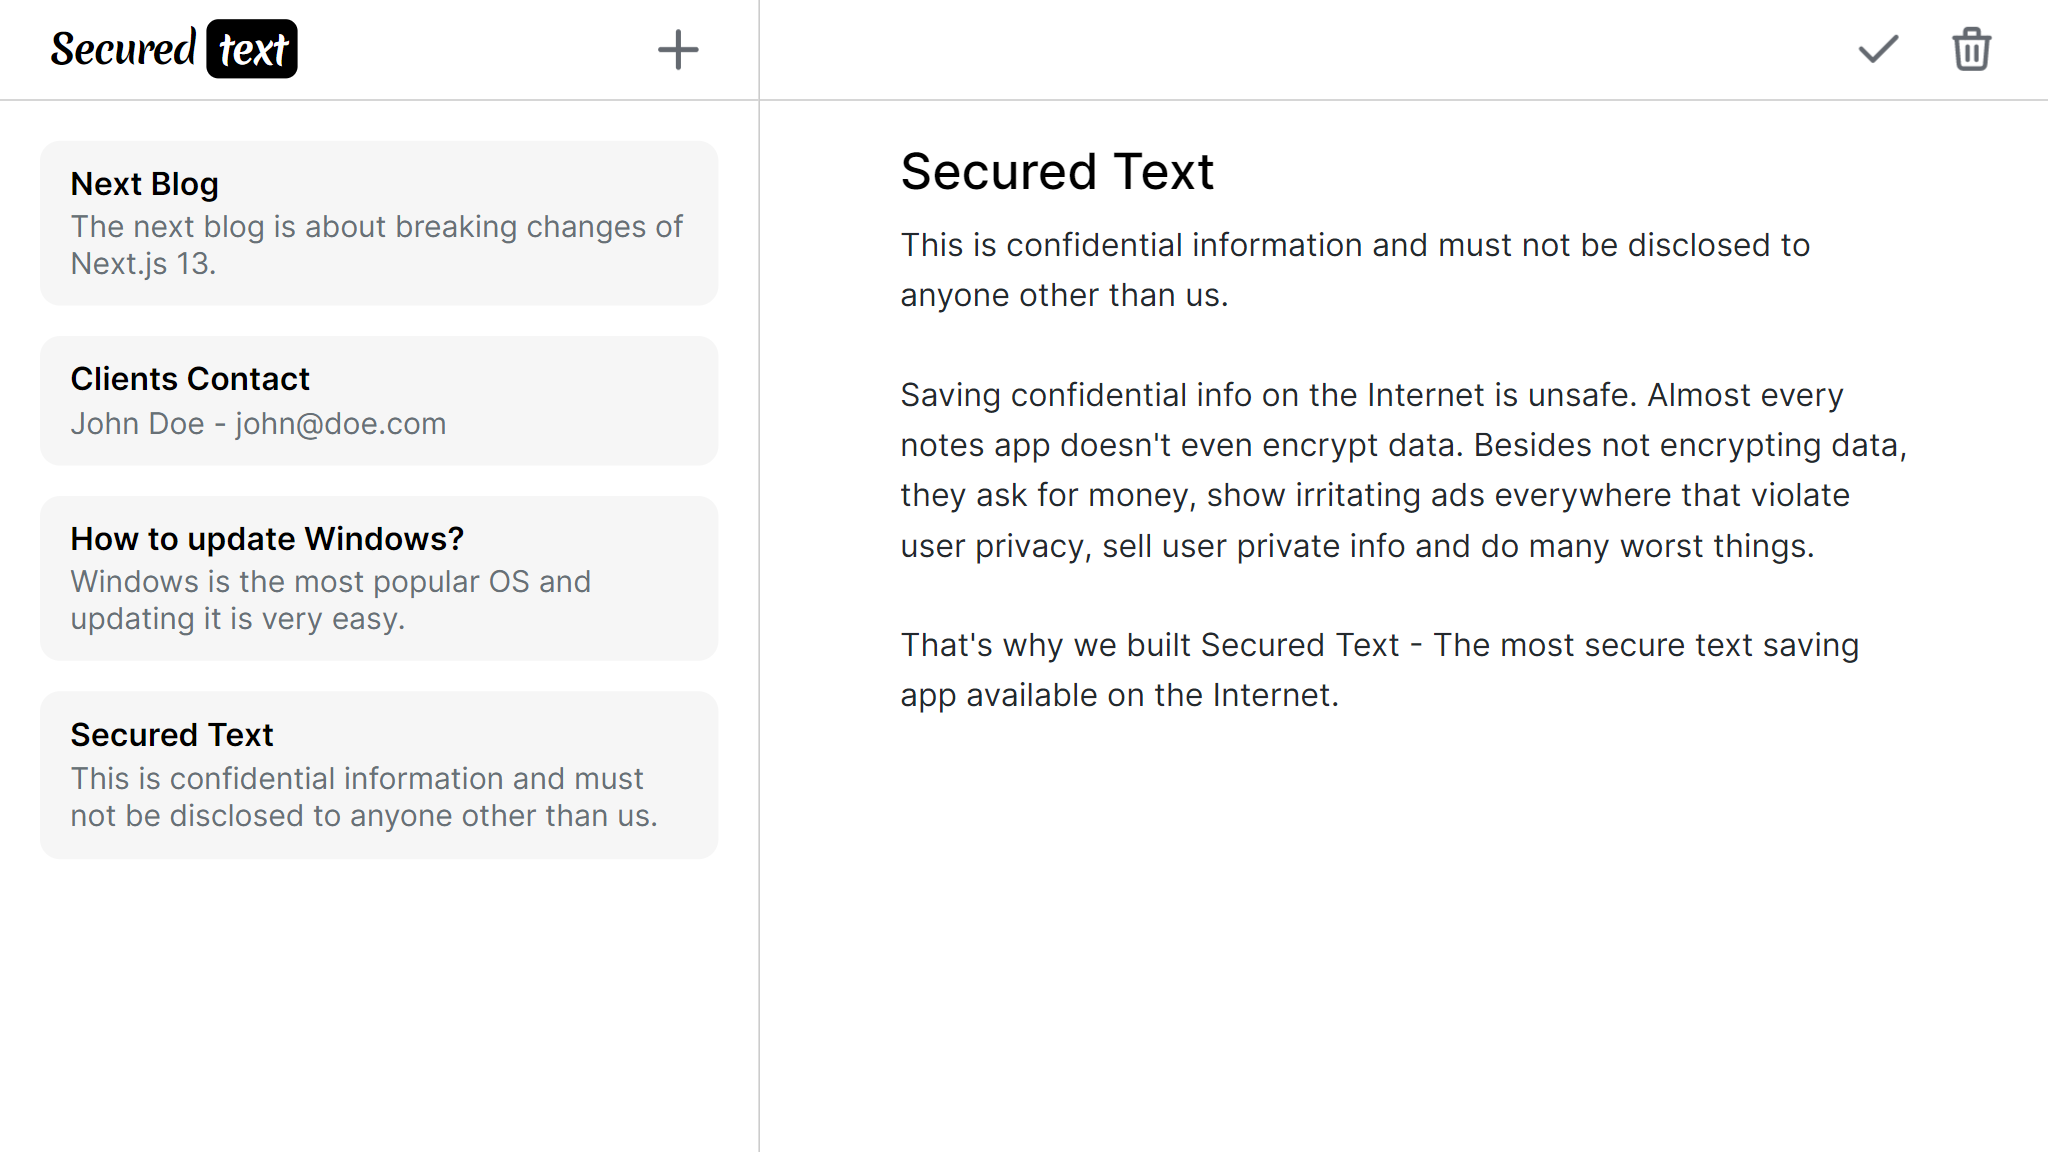 Secured text
Next Blog
The next blog is about breaking changes of
Next.js 13.
Clients Contact
John Doe - john@doe.com
How to update Windows?
Windows is the most popular OS and
updating it is very easy.
Secured Text
This is confidential information and must
not be disclosed to anyone other than us.
Secured Text
This is confidential information and must not be disclosed to
anyone other than us.
Saving confidential info on the Internet is unsafe. Almost every
notes app doesn't even encrypt data. Besides not encrypting data,
they ask for money, show irritating ads everywhere that violate
user privacy, sell user private info and do many worst things.
That's why we built Secured Text - The most secure text saving
app available on the Internet.